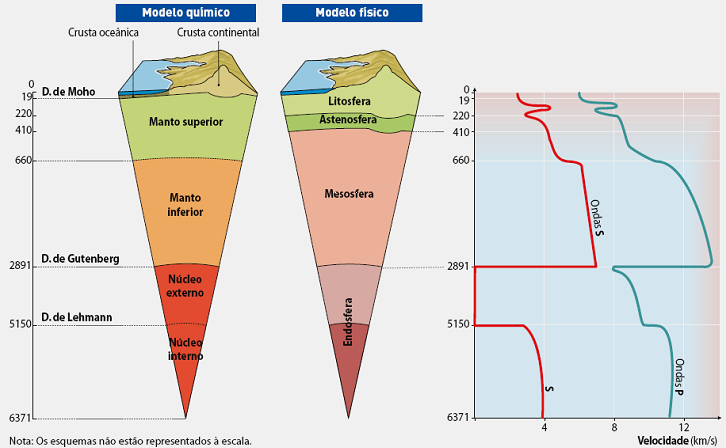 Modelo químico
Modelo físico
Crusta oceânica
Crusta continental
0
D. de Moho
19
220
410
660
Manto superior
Manto
inferior
D. de Gutenberg
2891
Núcleo
externo
D. de Lehmann
5150
Núcleo
interno
6371
Litosfera
Astenosfera
Mesosfera
Endosfera
0
19
220
410
660
2891
5150
6371
Ondas S
S
Ondas P
4
8
12
Velocidade (km/s)
Nota: Os esquemas não estão representados à escala.